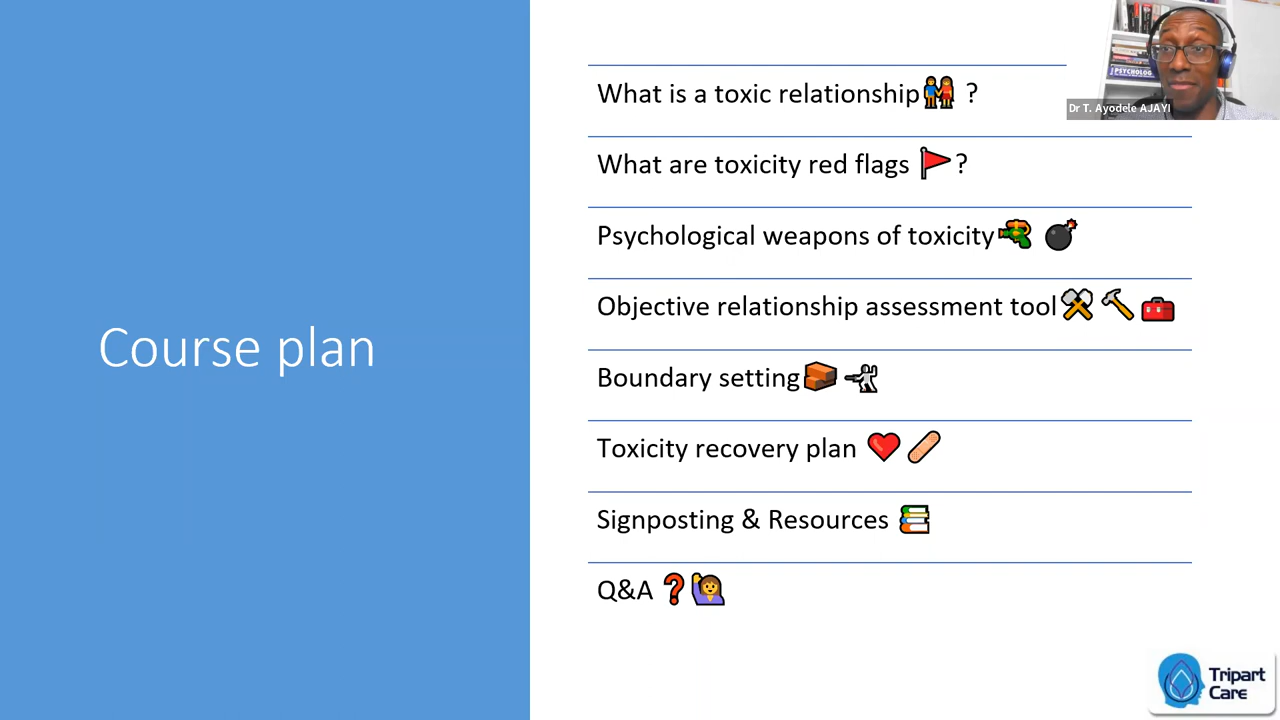 Course plan
What is a toxic relationship ?
What are toxicity red flags ?
Psychological weapons of toxicity
Objective relationship assessment tool
Boundary setting
Toxicity recovery plan
Signposting & Resources
Q&A
PSYCHOLOG
Dr T. Ayodele AJAYI
Tripart
Care